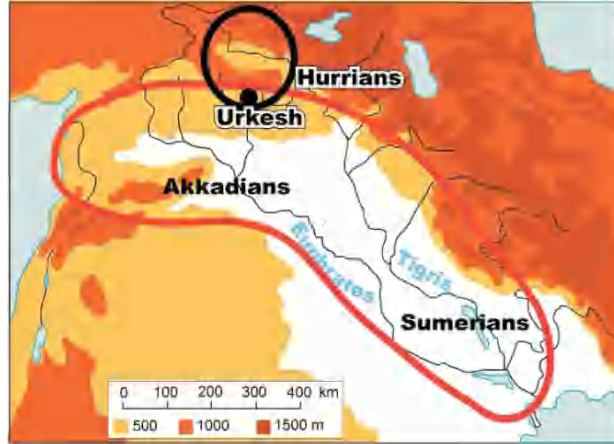 Hurrians
Urkesh
Akkadians
Euphrates
Tigris
Sumerians
0 100 200 300 400 km
500 1000 1500 m